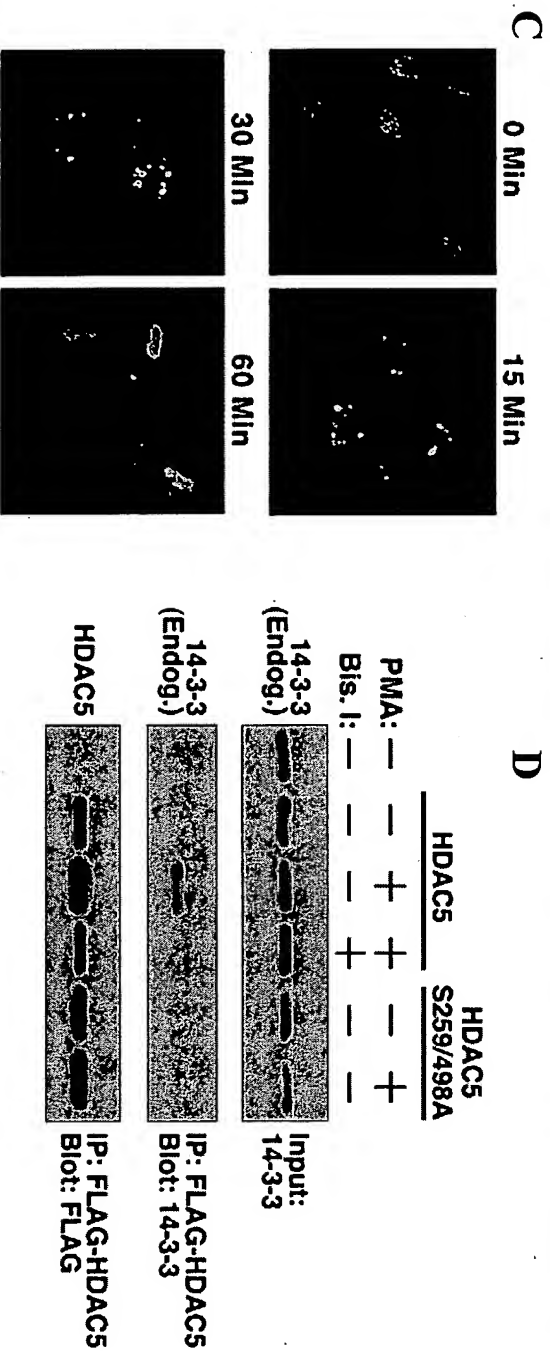 C
0 Min
15 Min
30 Min
60 Min
D
HDAC5
HDAC5
S259/498A
PMA: — — + + — +
Bis. I: — — — + — —
14-3-3
(Endog.)
Input:
14-3-3
14-3-3
(Endog.)
IP: FLAG-HDAC5
Blot: 14-3-3
HDAC5
IP: FLAG-HDAC5
Blot: FLAG